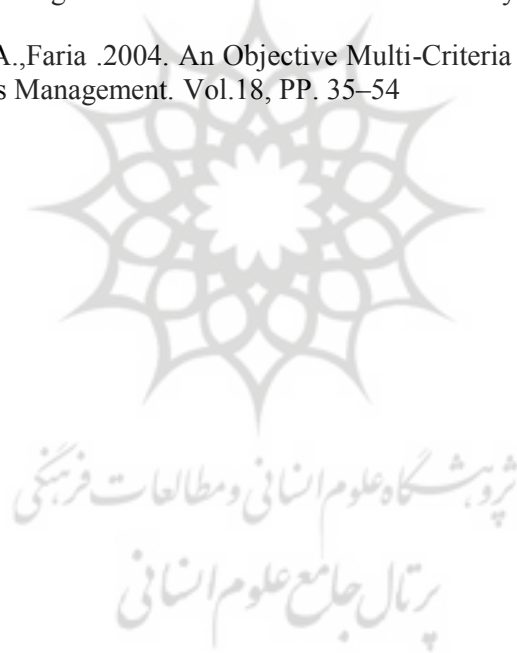 A.,Faria .2004. An Objective Multi-Criteria
s Management. Vol.18, PP. 35–54
پژوهشگاه علوم انسانی و مطالعات فرهنگی
پرتال جامع علوم انسانی